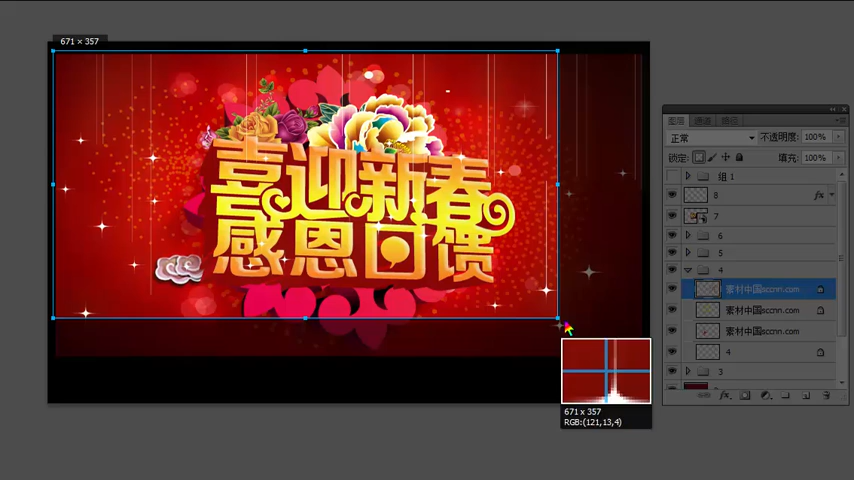 671 × 357
喜迎新春
感恩回馈
图层
通道
路径
正常
不透明度: 100%
锁定:
填充: 100%
组 1
8
fx
7
6
5
4
素材中国sccnn.com
素材中国sccnn.com
素材中国sccnn.com
4
3
671 x 357
RGB:(121,13,4)